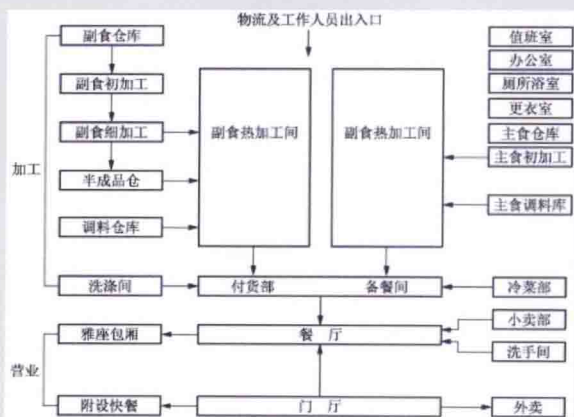 物流及工作人员出入口
副食仓库
副食初加工
副食细加工
半成品仓
调料仓库
洗涤间
加工
副食热加工间
副食热加工间
值班室
办公室
厕所浴室
更衣室
主食仓库
主食初加工
主食调料库
付货部 备餐间
冷菜部
小卖部
洗手间
雅座包厢
餐厅
营业
附设快餐
门厅
外卖